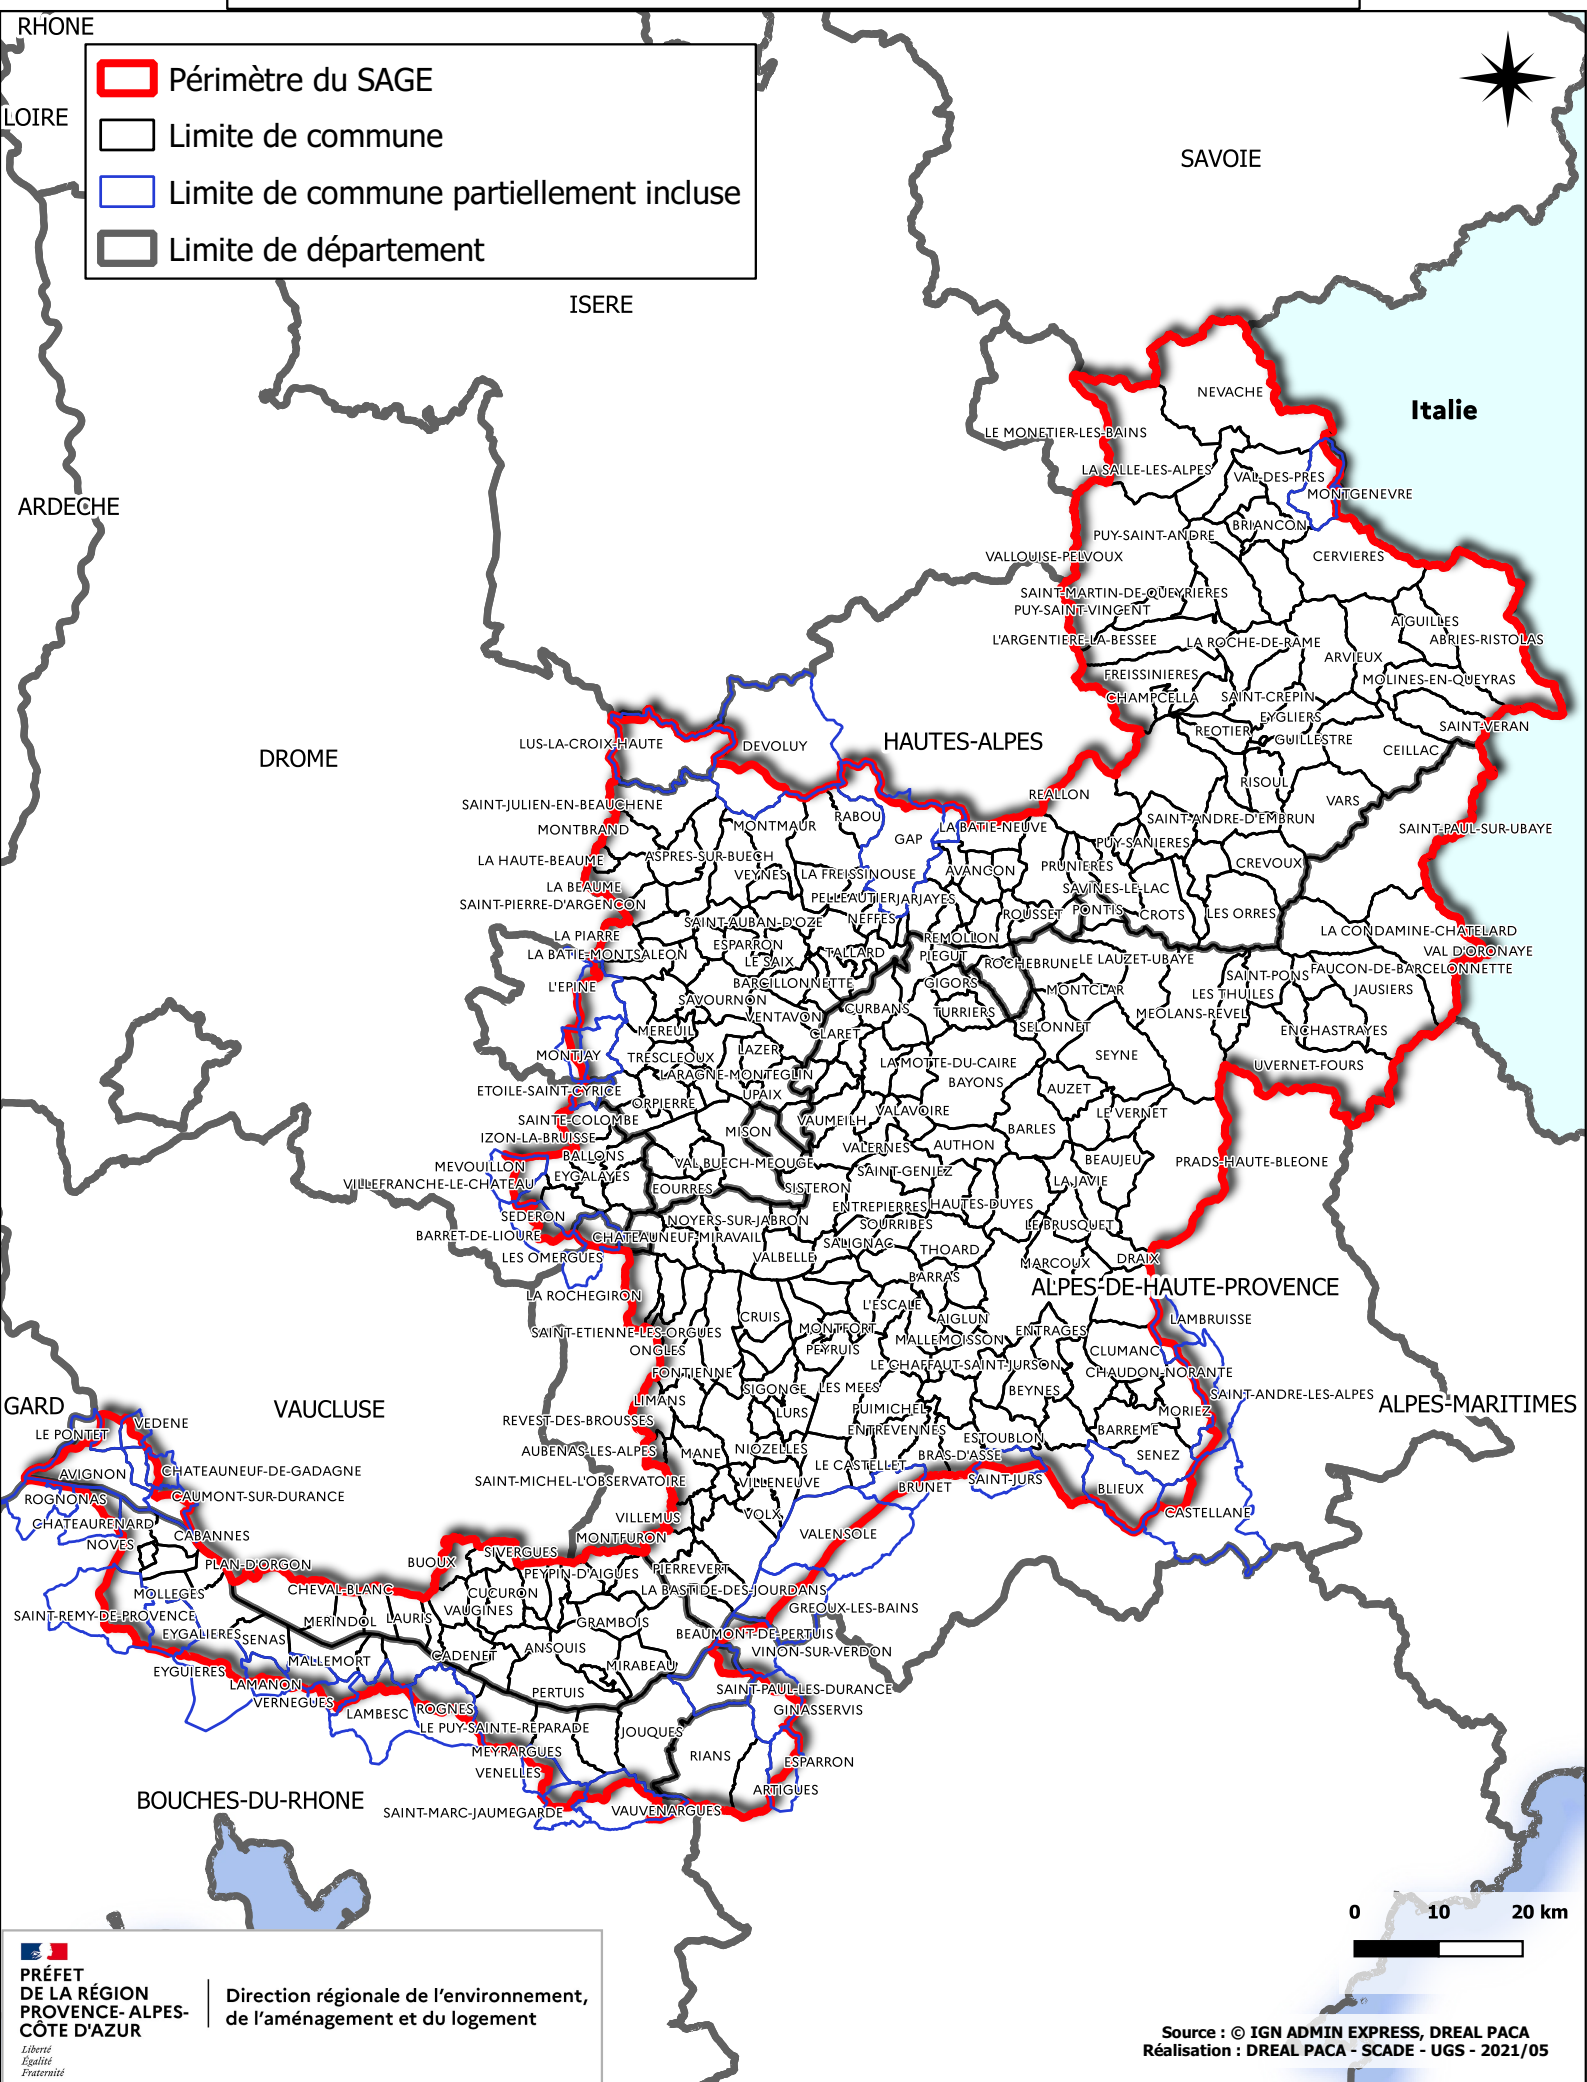 RHONE
Périmètre du SAGE
LOIRE
Limite de commune
SAVOIE
Limite de commune partiellement incluse
Limite de département
ISERE
NEVACHE
Italie
LE MONETIER-LES-BAINS
LA SALLE-LES-ALPES
VAL-DES-PRES
MONTGENEVRE
ARDECHE
BRIANCON
PUY-SAINT-ANDRE
VALLOUISE-PELVOUX
CERVIERES
SAINT-MARTIN-DE-QUEYRIERES
PUY-SAINT-VINCENT
AIGUILLES
L'ARGENTIERE-LA-BESSEE
LA ROCHE-DE-RAME
ABRIES-RISTOLAS
ARVIEUX
FREISSINIERES
MOLINES-EN-QUEYRAS
CHAMPCELLA
SAINT-CREPIN
EYGLIERS
SAINT-VERAN
REOTIER
GUILLESTRE
LUS-LA-CROIX-HAUTE
DEVOLUY
HAUTES-ALPES
CEILLAC
DROME
RISOUL
REALLON
VARS
SAINT-JULIEN-EN-BEAUCHENE
RABOU
SAINT-ANDRE-D'EMBRUN
MONTBRAND
MONTMAUR
GAP
LA BATIE-NEUVE
SAINT-PAUL-SUR-UBAYE
PUY-SANIERES
LA HAUTE-BEAUME
ASPRES-SUR-BUECH
PRUNIERES
CREVOUX
VEYNES
LA FREISSINOUSE
AVANCON
LA BEAUME
SAVINES-LE-LAC
SAINT-PIERRE-D'ARGENCON
PELLEAUTIER
JARJAYES
ROUSSET
PONTIS
CROTS
LES ORRES
SAINT-AUBAN-D'OZE
NEFFES
LA PIARRE
ESPARRON
REMOLLON
LA CONDAMINE-CHATELARD
LA BATIE-MONTSALEON
LE SAIX
TALLARD
PIEGUT
ROCHEBRUNE
LE LAUZET-UBAYE
VAL D'ORONAYE
SAINT-PONS
FAUCON-DE-BARCELONNETTE
L'EPINE
BARCILLONNETTE
GIGORS
MONTCLAR
LES THUILES
JAUSIERS
SAVOURNON
CURBANS
TURRIERS
MEOLANS-REVEL
VENTAVON
MEREUIL
CLARET
SELONNET
ENCHASTRAYES
MONTJAY
TRESCLEOUX
LAZER
LA MOTTE-DU-CAIRE
SEYNE
UVERNET-FOURS
LARAGNE-MONTEGLIN
BAYONS
AUZET
ETOILE-SAINT-CYRICE
UPAIX
ORPIERRE
VALAVOIRE
LE VERNET
SAINTE-COLOMBE
MISON
VAUMEILH
BARLES
IZON-LA-BRUISSE
VALERNES
AUTHON
BALLONS
MEVOUILLON
VAL BUECH-MEOUGE
BEAUJEU
PRADS-HAUTE-BLEONE
EYGALAYES
SAINT-GENIEZ
VILLEFRANCHE-LE-CHATEAU
EOURRES
SISTERON
LA JAVIE
SEDERON
ENTREPIERRES
HAUTES-DUYES
NOYERS-SUR-JABRON
SOURRIBES
LE BRUSQUET
BARRET-DE-LIOURE
CHATEAUNEUF-MIRAVAIL
SALIGNAC
THOARD
LES OMERGUES
VALBELLE
MARCOUX
DRAIX
BARRAS
ALPES-DE-HAUTE-PROVENCE
LA ROCHEGIRON
L'ESCALE
CRUIS
AIGLUN
LAMBRUISSE
MONTFORT
SAINT-ETIENNE-LES-ORGUES
MALLEMOISSON
ENTRAGES
ONGLES
PEYRUIS
CLUMANC
LE CHAFFAUT-SAINT-JURSON
FONTIENNE
CHAUDON-NORANTE
SIGONCE
LES MEES
BEYNES
SAINT-ANDRE-LES-ALPES
GARD
VAUCLUSE
LIMANS
PUIMICHEL
MORIEZ
ALPES-MARITIMES
LURS
REVEST-DES-BROUSSES
VEDENE
ENTREVENNES
BARREME
LE PONTET
ESTOUBLON
AUBENAS-LES-ALPES
MANE
NIOZELLES
BRAS-D'ASSE
SENEZ
LE CASTELLET
AVIGNON
CHATEAUNEUF-DE-GADAGNE
SAINT-MICHEL-L'OBSERVATOIRE
VILLENEUVE
SAINT-JURS
BRUNET
BLIEUX
ROGNONAS
CAUMONT-SUR-DURANCE
VILLEMUS
VOLX
CASTELLANE
CHATEAURENARD
CABANNES
MONTFURON
VALENSOLE
NOVES
SIVERGUES
BUOUX
PLAN-D'ORGON
PEYPIN-D'AIGUES
PIERREVERT
MOLLEGES
CHEVAL-BLANC
CUCURON
LA BASTIDE-DES-JOURDANS
SAINT-REMY-DE-PROVENCE
MERINDOL
LAURIS
VAUGINES
GRAMBOIS
GREOUX-LES-BAINS
EYGALIERES
SENAS
BEAUMONT-DE-PERTUIS
CADENET
ANSOUIS
VINON-SUR-VERDON
EYGUIERES
MALLEMORT
MIRABEAU
LAMANON
PERTUIS
SAINT-PAUL-LES-DURANCE
VERNEGUES
LAMBESC
ROGNES
GINASSERVIS
LE PUY-SAINTE-REPARADE
JOUQUES
MEYRARGUES
RIANS
ESPARRON
VENELLES
ARTIGUES
BOUCHES-DU-RHONE
SAINT-MARC-JAUMEGARDE
VAUVENARGUES
0 10 20 km
PRÉFET
DE LA RÉGION
PROVENCE-ALPES-
CÔTE D'AZUR
Liberté
Égalité
Fraternité
Direction régionale de l'environnement,
de l'aménagement et du logement
Source : © IGN ADMIN EXPRESS, DREAL PACA
Réalisation : DREAL PACA - SCADE - UGS - 2021/05